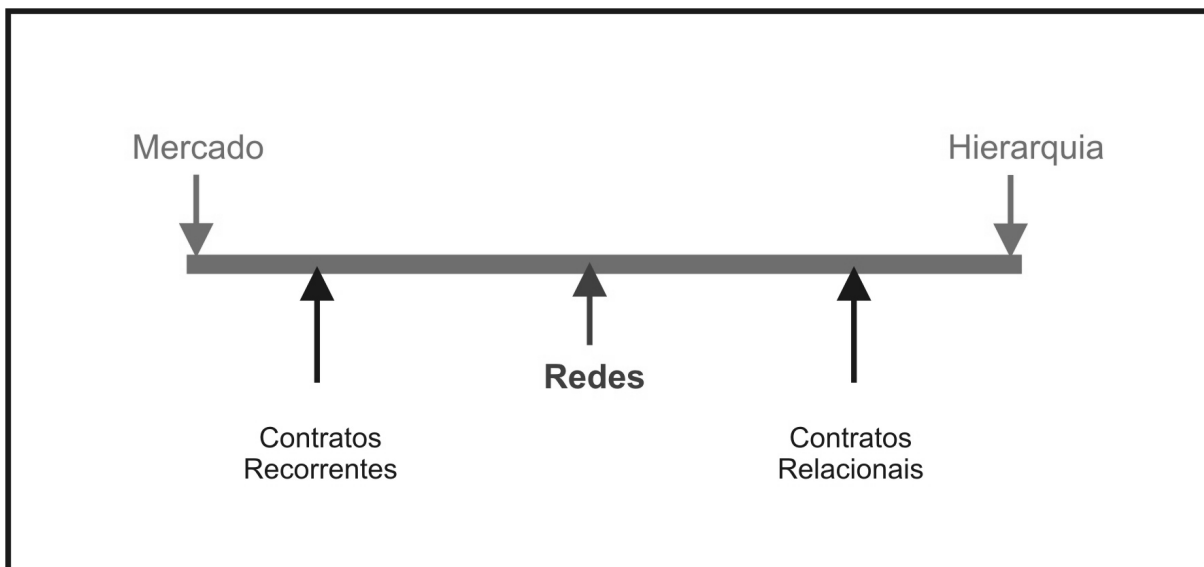 Mercado
Hierarquia
Redes
Contratos
Recorrentes
Contratos
Relacionais